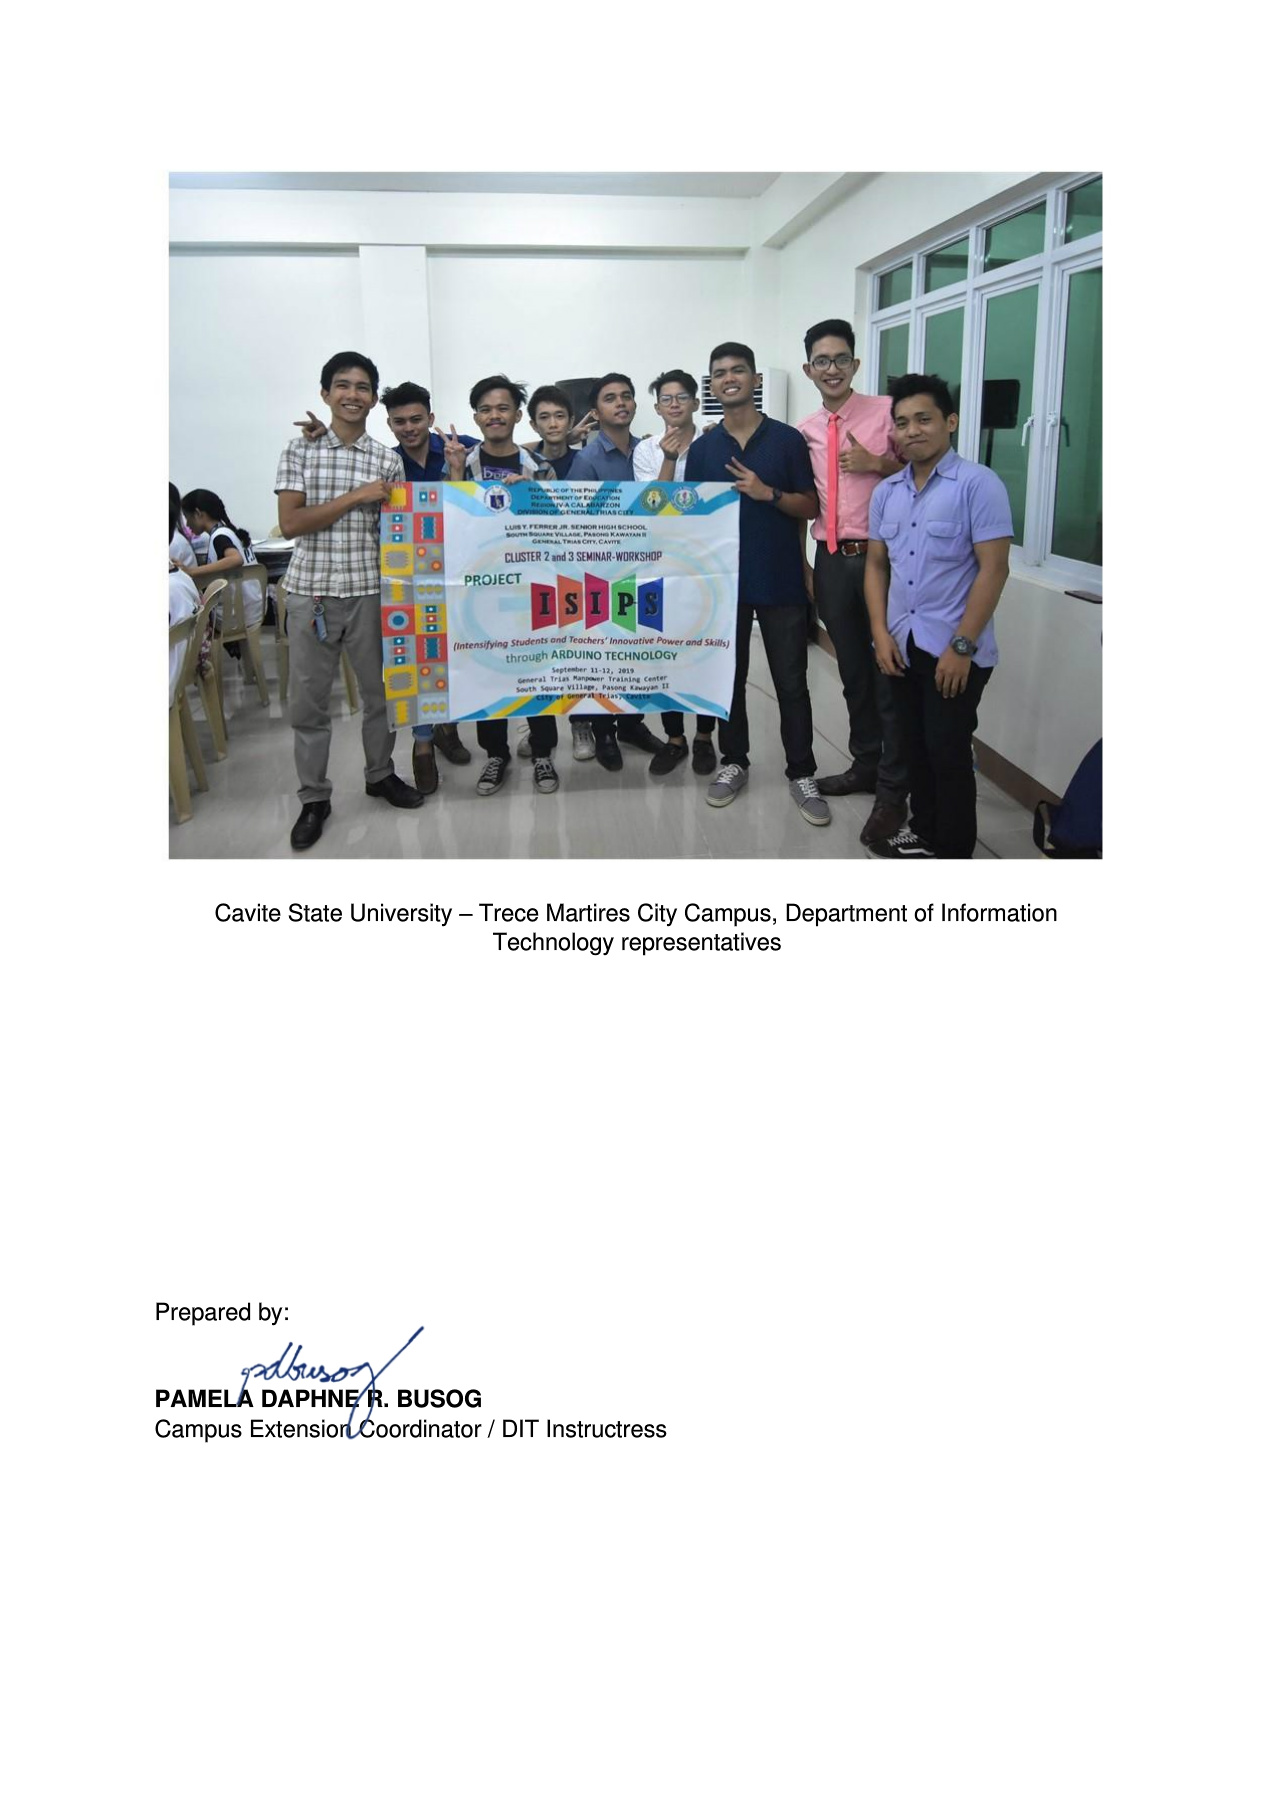 REPUBLIC OF THE PHILIPPINES
DEPARTMENT OF EDUCATION
REGION IV-A CALABARZON
DIVISION OF GENERAL TRIAS CITY
LUIS Y. FERRER JR. SENIOR HIGH SCHOOL
SOUTH SQUARE VILLAGE, PASONG KAWAYAN II
GENERAL TRIAS CITY, CAVITE
CLUSTER 2 and 3 SEMINAR-WORKSHOP
PROJECT
ISIPS
(Intensifying Students and Teachers' Innovative Power and Skills)
through ARDUINO TECHNOLOGY
September 11-12, 2019
General Trias Manpower Training Center
South Square Village, Pasong Kawayan II
City of General Trias, Cavite
Cavite State University – Trece Martires City Campus, Department of Information
Technology representatives
Prepared by:
pdbusog
PAMELA DAPHNE R. BUSOG
Campus Extension Coordinator / DIT Instructress